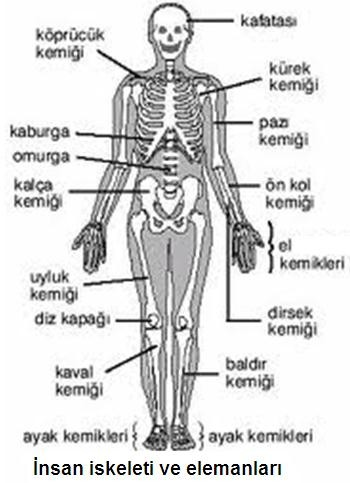 kafatası
köprücük
kemiği
kürek
kemiği
kaburga
pazı
kemiği
omurga
kalça
kemiği
ön kol
kemiği
el
kemikleri
uyluk
kemiği
diz kapağı
dirsek
kemiği
kaval
kemiği
baldır
kemiği
ayak kemikleri
ayak kemikleri
İnsan iskeleti ve elemanları